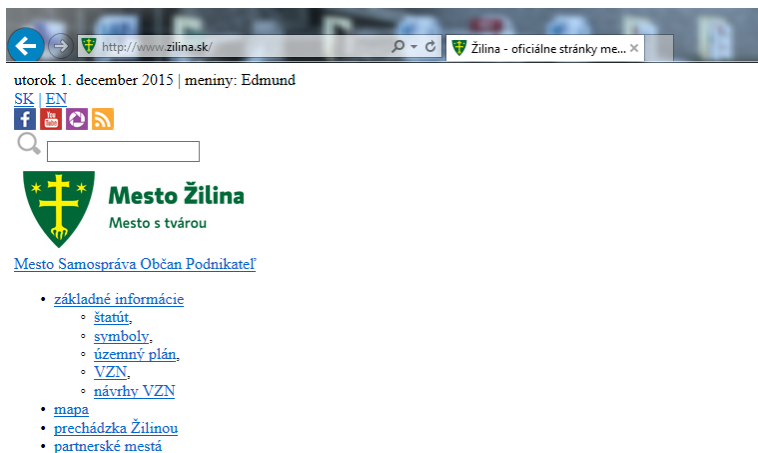 http://www.zilina.sk/
Žilina - oficiálne stránky me...
utorok 1. december 2015 | meniny: Edmund
SK | EN
You Tube
Mesto Žilina
Mesto s tvárou
Mesto Samospráva Občan Podnikateľ
• základné informácie
◦ štatút,
◦ symboly,
◦ územný plán,
◦ VZN,
◦ návrhy VZN
• mapa
• prechádzka Žilinou
• partnerské mestá